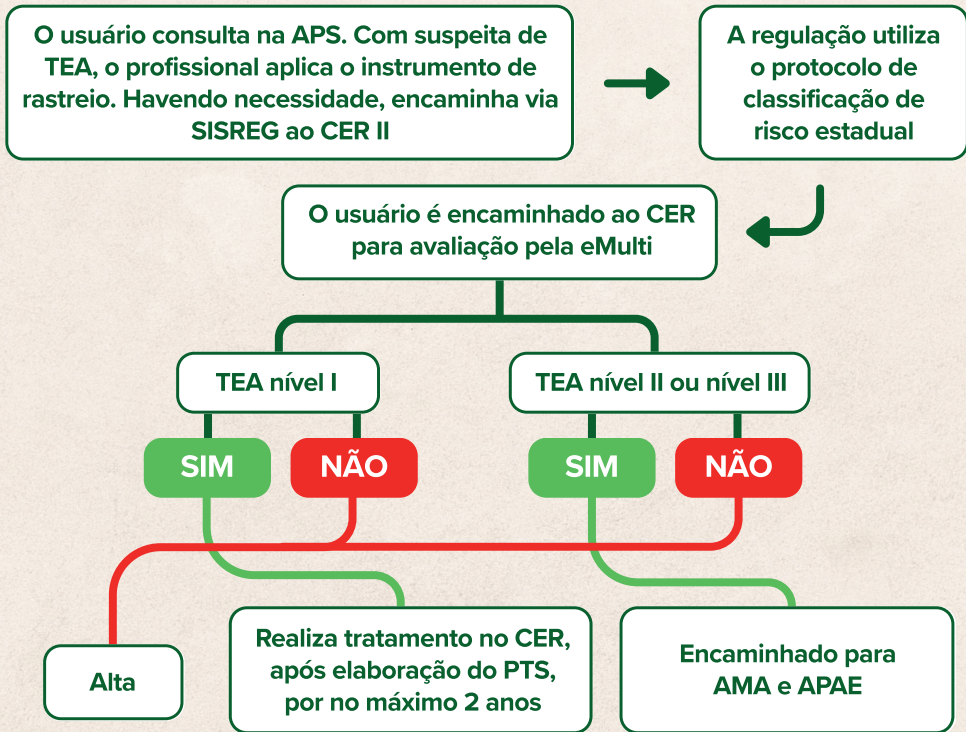 O usuário consulta na APS. Com suspeita de
TEA, o profissional aplica o instrumento de
rastreio. Havendo necessidade, encaminha via
SISREG ao CER II
A regulação utiliza
o protocolo de
classificação de
risco estadual
O usuário é encaminhado ao CER
para avaliação pela eMulti
TEA nível I
TEA nível II ou nível III
SIM
NÃO
SIM
NÃO
Alta
Realiza tratamento no CER,
após elaboração do PTS,
por no máximo 2 anos
Encaminhado para
AMA e APAE